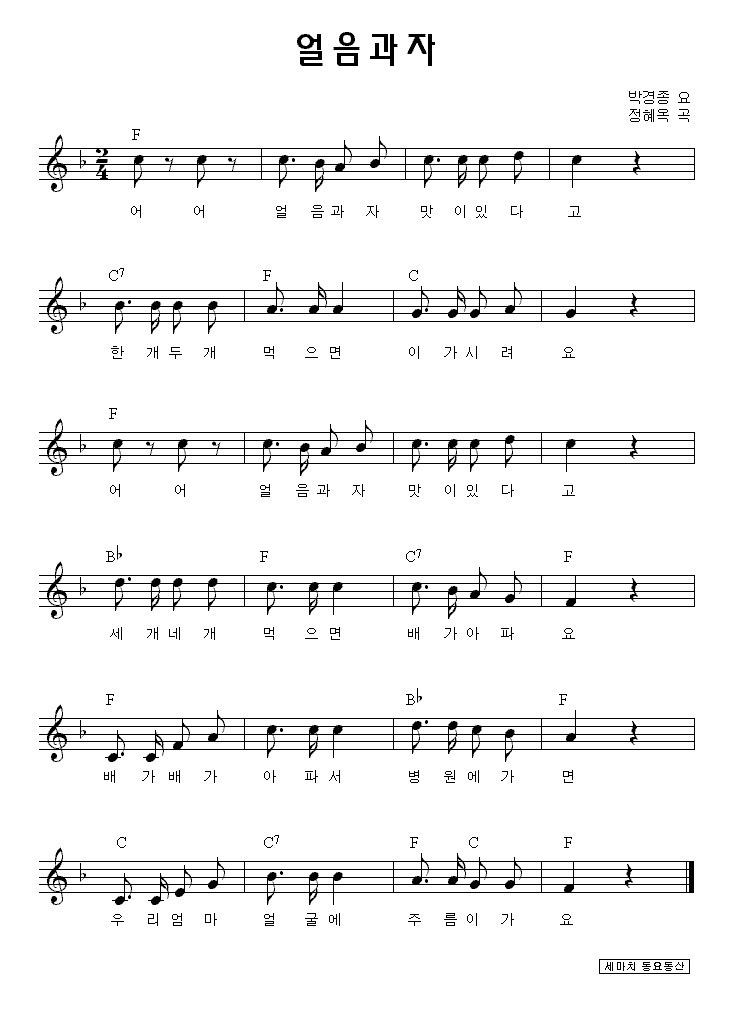 얼음과자
박경종 요
정혜옥 곡
F
2/4
어 어 얼 음과 자 맛 이있 다 고
C7 F C
한 개두 개 먹 으면 이 가시 려 요
F
어 어 얼 음과 자 맛 이있 다 고
B♭ F C7 F
세 개네 개 먹 으면 배 가아 파 요
F B♭ F
배 가배 가 아 파서 병 원에 가 면
C C7 F C F
우 리엄 마 얼 굴에 주 름이 가 요
세마치 동요동산